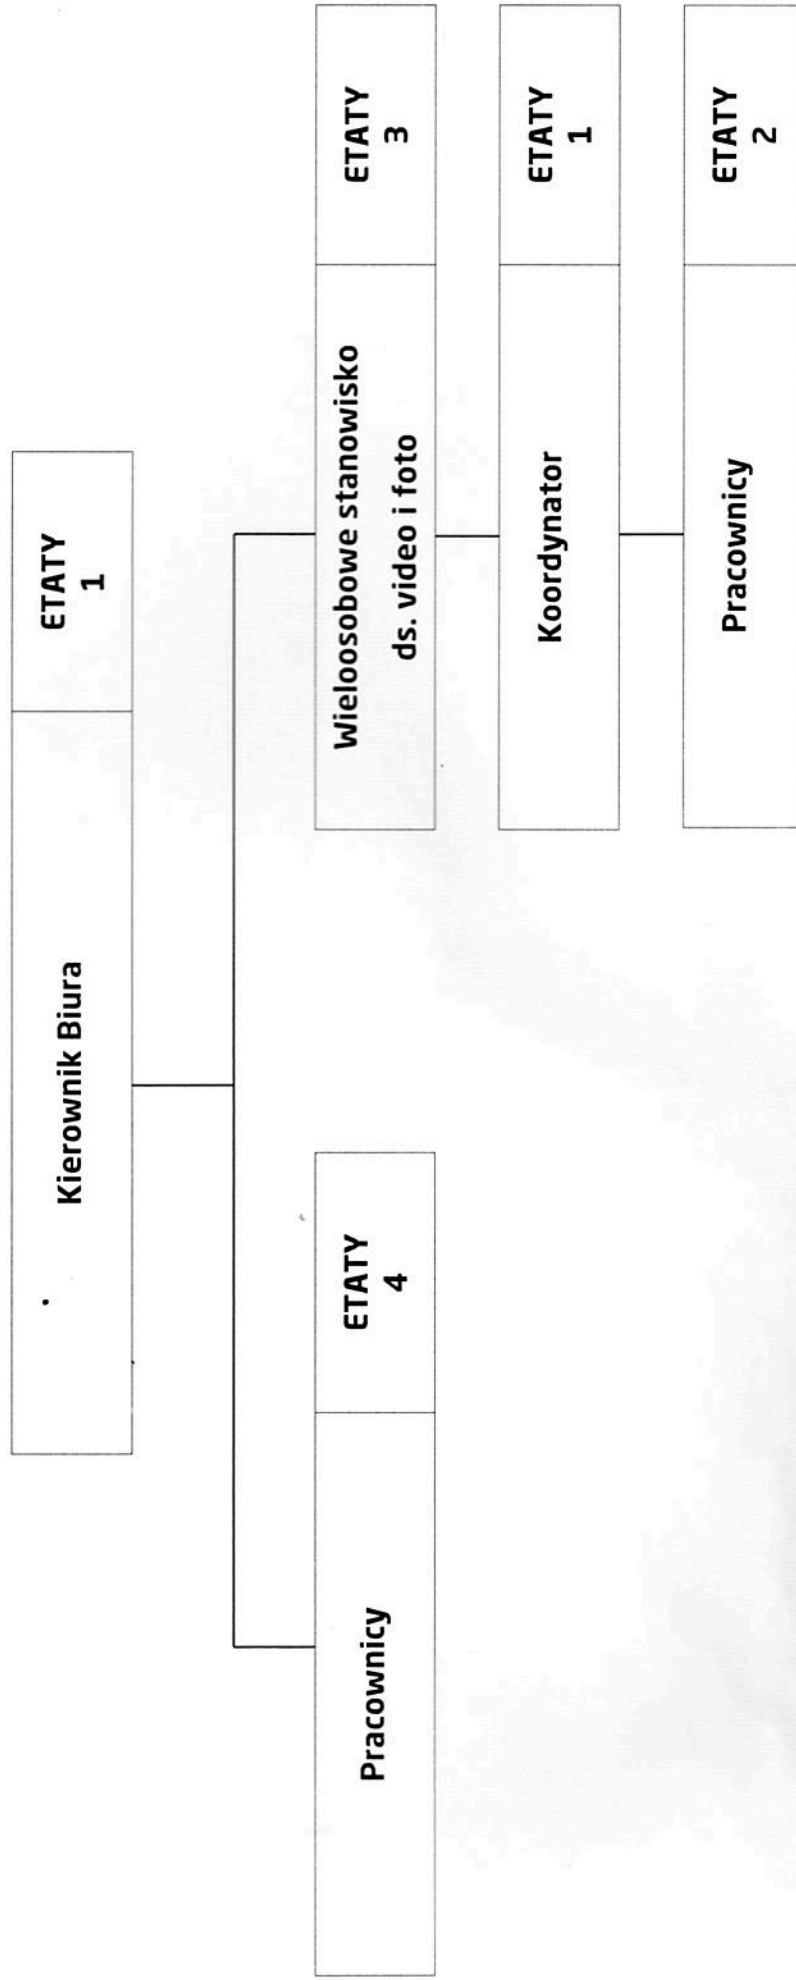 Kierownik Biura
ETATY
1
Pracownicy
ETATY
4
Wieloosobowe stanowisko
ds. video i foto
ETATY
3
Koordynator
ETATY
1
Pracownicy
ETATY
2